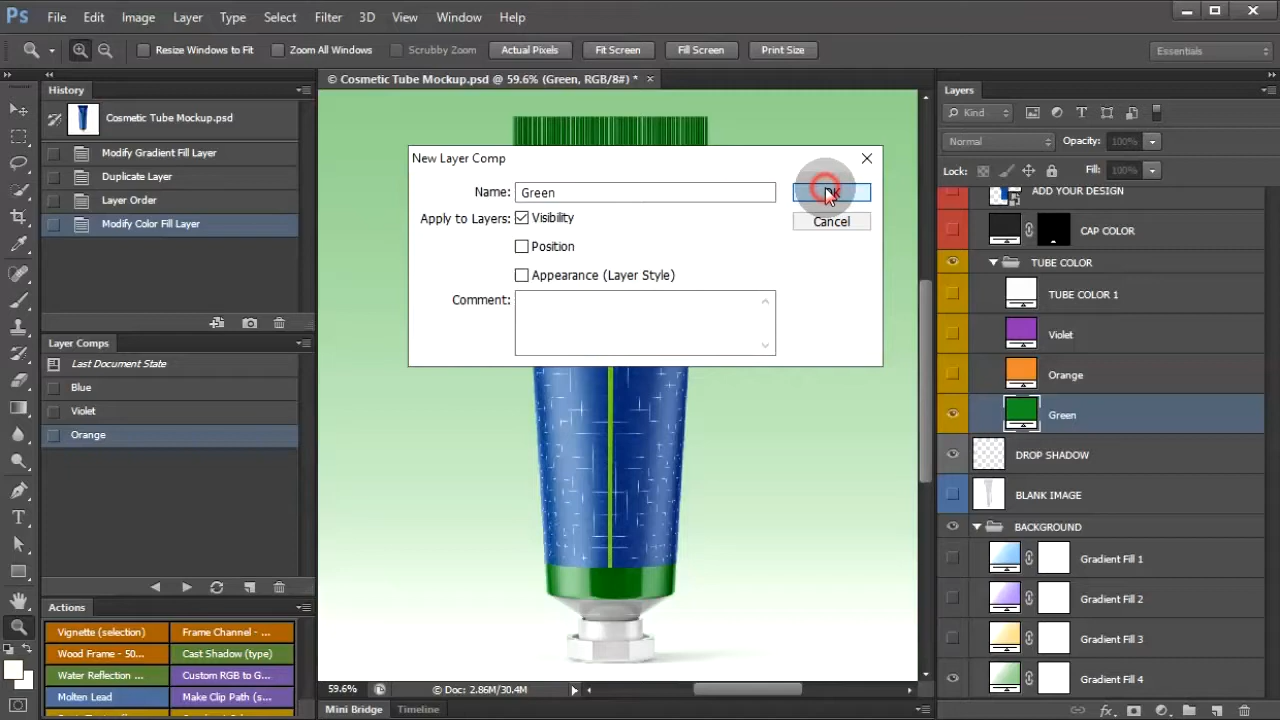 Ps File Edit Image Layer Type Select Filter 3D View Window Help
Resize Windows to Fit Zoom All Windows Scrubby Zoom Actual Pixels Fit Screen Fill Screen Print Size Essentials
History
Cosmetic Tube Mockup.psd
Modify Gradient Fill Layer
Duplicate Layer
Layer Order
Modify Color Fill Layer
Layer Comps
Last Document State
Blue
Violet
Orange
Actions
Vignette (selection) Frame Channel - ...
Wood Frame - 50... Cast Shadow (type)
Water Reflection ... Custom RGB to G...
Molten Lead Make Clip Path (s...
© Cosmetic Tube Mockup.psd @ 59.6% (Green, RGB/8#) * ×
New Layer Comp
Name: Green OK
Apply to Layers: Visibility Cancel
Position
Appearance (Layer Style)
Comment:
59.6% © Doc: 2.86M/30.4M
Mini Bridge Timeline
Layers
Kind
Normal Opacity: 100%
Lock: Fill: 100%
ADD YOUR DESIGN
CAP COLOR
TUBE COLOR
TUBE COLOR 1
Violet
Orange
Green
DROP SHADOW
BLANK IMAGE
BACKGROUND
Gradient Fill 1
Gradient Fill 2
Gradient Fill 3
Gradient Fill 4